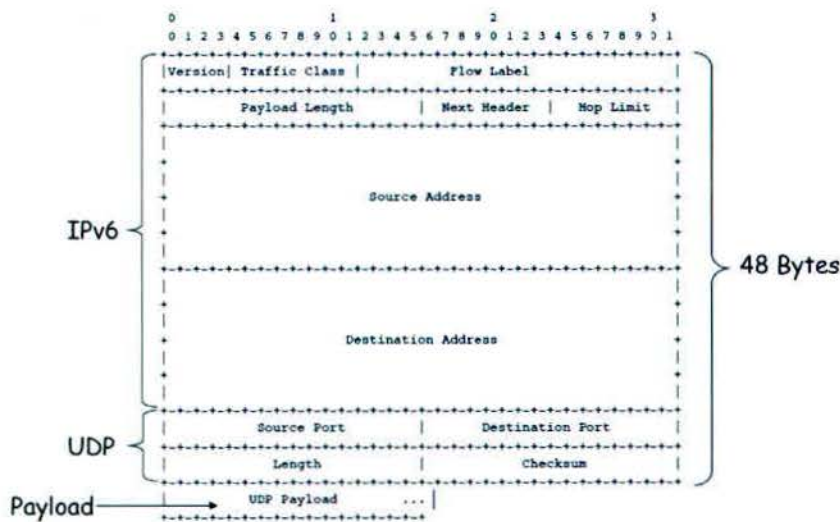 0 1 2 3
0 1 2 3 4 5 6 7 8 9 0 1 2 3 4 5 6 7 8 9 0 1 2 3 4 5 6 7 8 9 0 1
Version Traffic Class Flow Label
Payload Length Next Header Hop Limit
Source Address
IPv6
48 Bytes
Destination Address
Source Port Destination Port
UDP
Length Checksum
Payload UDP Payload ...